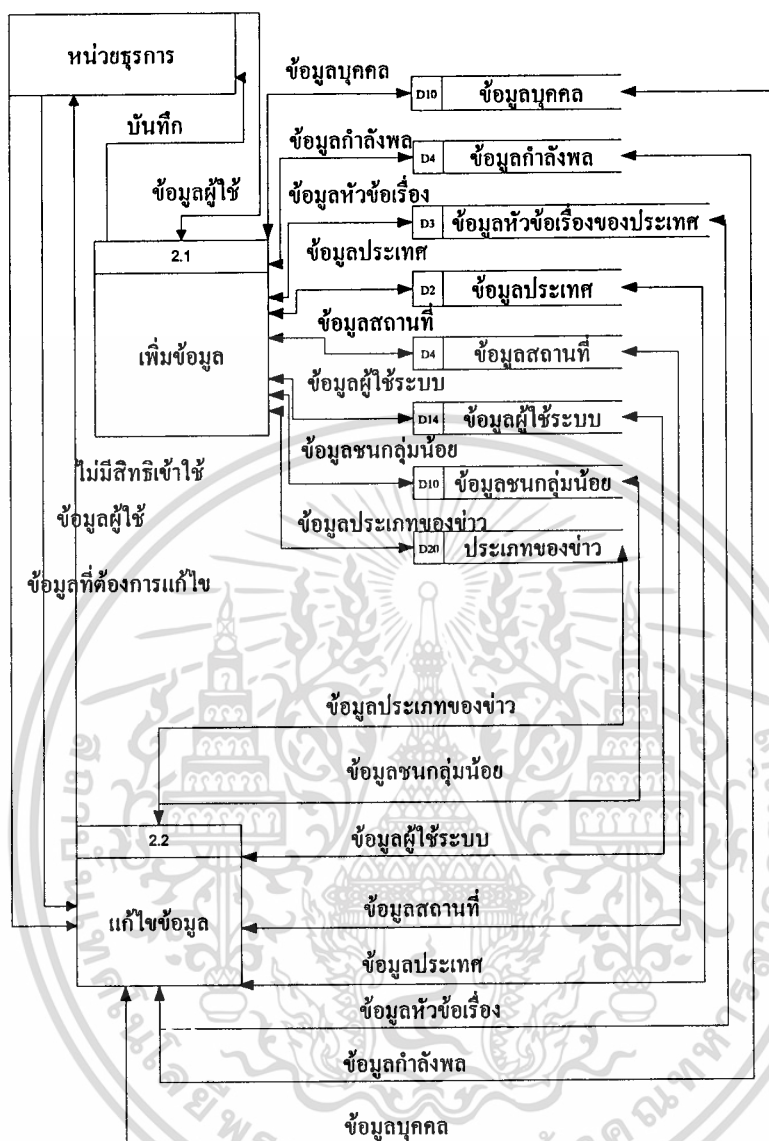 หน่วยธุรการ
ข้อมูลบุคคล
D10 ข้อมูลบุคคล
บันทึก
ข้อมูลกำลังพล
D4 ข้อมูลกำลังพล
ข้อมูลผู้ใช้
ข้อมูลหัวข้อเรื่อง
D3 ข้อมูลหัวข้อเรื่องของประเทศ
2.1
ข้อมูลประเทศ
D2 ข้อมูลประเทศ
ข้อมูลสถานที่
เพิ่มข้อมูล
D4 ข้อมูลสถานที่
ข้อมูลผู้ใช้ระบบ
D14 ข้อมูลผู้ใช้ระบบ
ข้อมูลชนกลุ่มน้อย
ไม่มีสิทธิเข้าใช้
D10 ข้อมูลชนกลุ่มน้อย
ข้อมูลผู้ใช้
ข้อมูลประเภทของข่าว
D20 ประเภทของข่าว
ข้อมูลที่ต้องการแก้ไข
ข้อมูลประเภทของข่าว
ข้อมูลชนกลุ่มน้อย
2.2
ข้อมูลผู้ใช้ระบบ
แก้ไขข้อมูล
ข้อมูลสถานที่
ข้อมูลประเทศ
ข้อมูลหัวข้อเรื่อง
ข้อมูลกำลังพล
ข้อมูลบุคคล